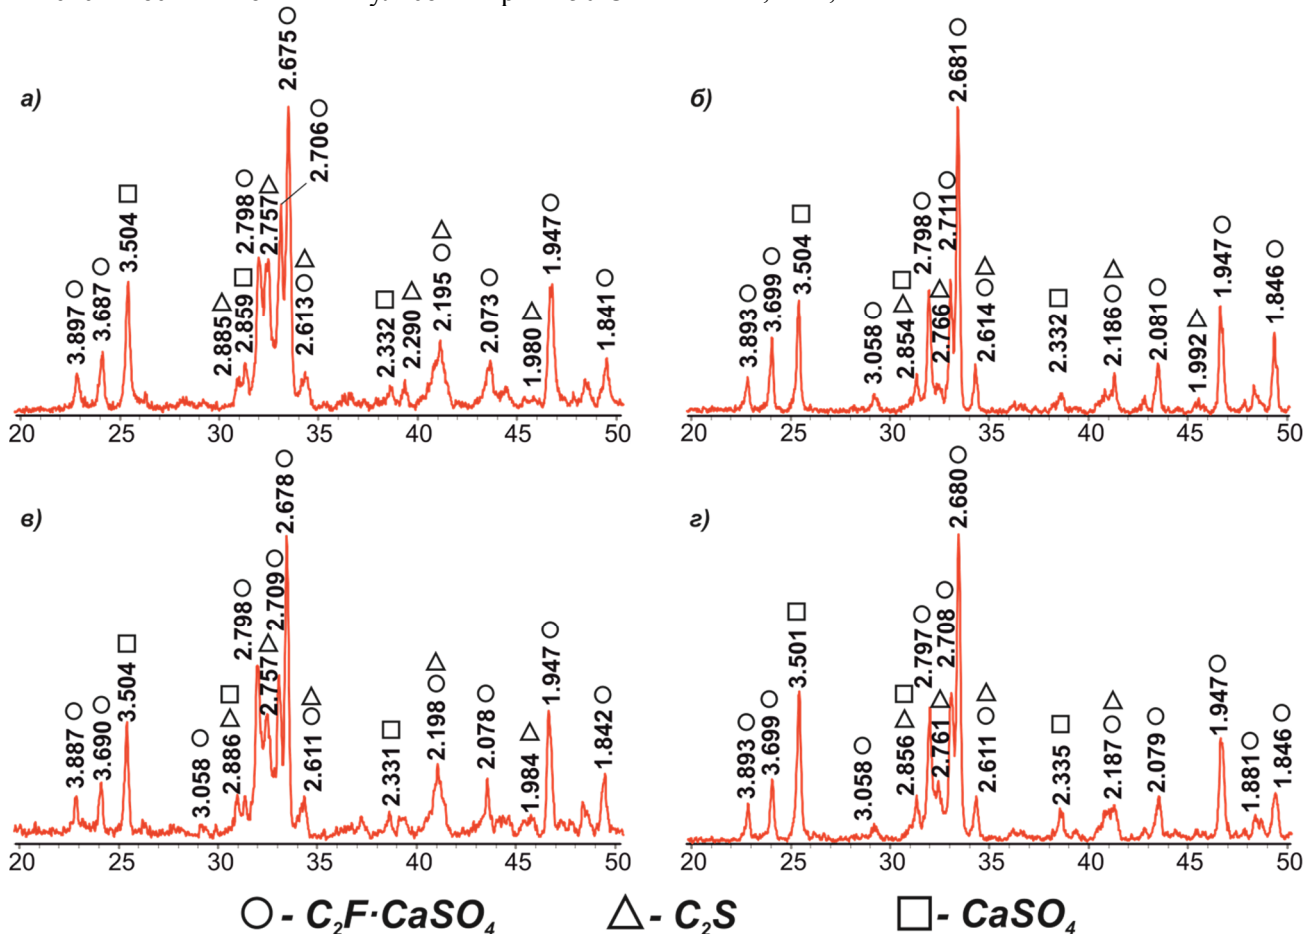 а)
3.897 ○
3.687 ○
3.504 □
2.885 △
2.859 □
2.798 ○
2.757 △
2.706 ○
2.675 ○
2.613 ○ △
2.332 □
2.290 △
2.195 ○ △
2.073 ○
1.980 △
1.947 ○
1.841 ○
20 25 30 35 40 45 50
б)
3.893 ○
3.699 ○
3.504 □
3.058 ○
2.854 △ □
2.798 ○
2.766 △
2.711 ○
2.681 ○
2.614 ○ △
2.332 □
2.186 ○ △
2.081 ○
1.992 △
1.947 ○
1.846 ○
20 25 30 35 40 45 50
в)
3.887 ○
3.690 ○
3.504 □
3.058 ○
2.886 △ □
2.798 ○
2.757 △
2.709 ○
2.678 ○
2.611 ○ △
2.331 □
2.198 ○ △
2.078 ○
1.984 △
1.947 ○
1.842 ○
20 25 30 35 40 45 50
г)
3.893 ○
3.699 ○
3.501 □
3.058 ○
2.856 △ □
2.797 ○
2.761 △
2.708 ○
2.680 ○
2.611 ○ △
2.335 □
2.187 ○ △
2.079 ○
1.947 ○
1.881 ○
1.846 ○
20 25 30 35 40 45 50
○ - C₂F·CaSO₄ △ - C₂S □ - CaSO₄